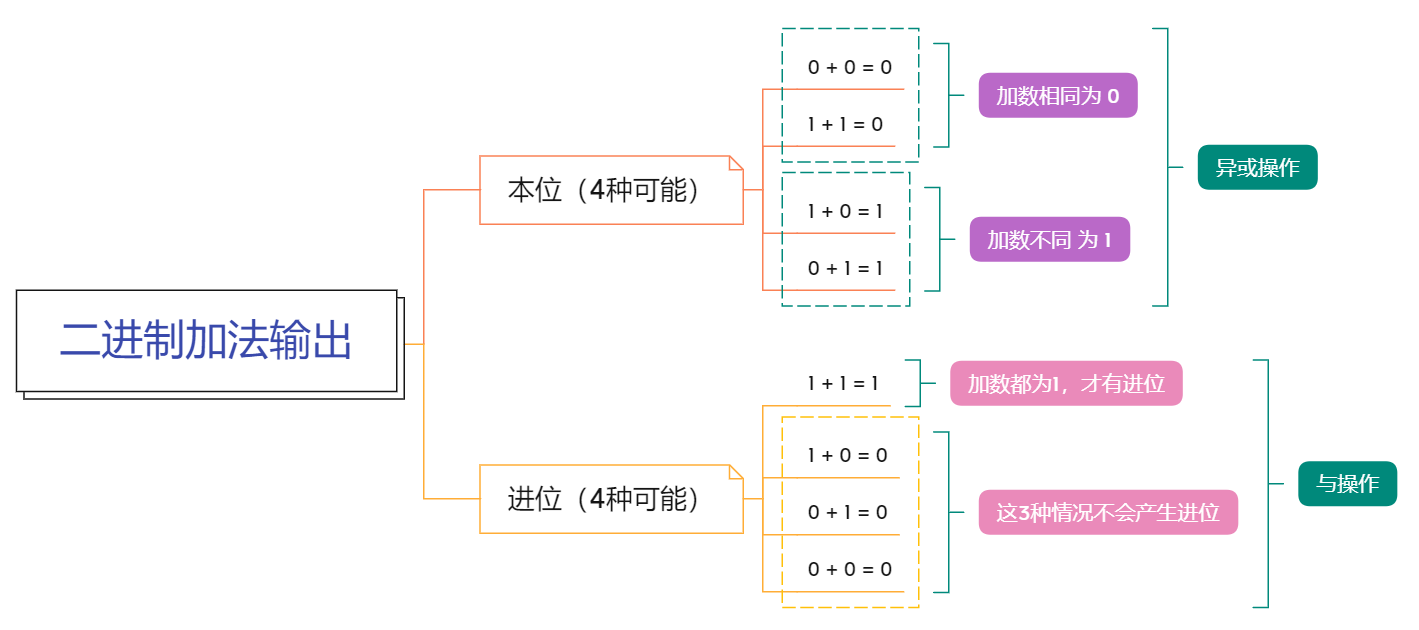 二进制加法输出
本位（4种可能）
0 + 0 = 0
1 + 1 = 0
加数相同为 0
1 + 0 = 1
0 + 1 = 1
加数不同 为 1
异或操作
进位（4种可能）
1 + 1 = 1
加数都为1，才有进位
1 + 0 = 0
0 + 1 = 0
0 + 0 = 0
这3种情况不会产生进位
与操作